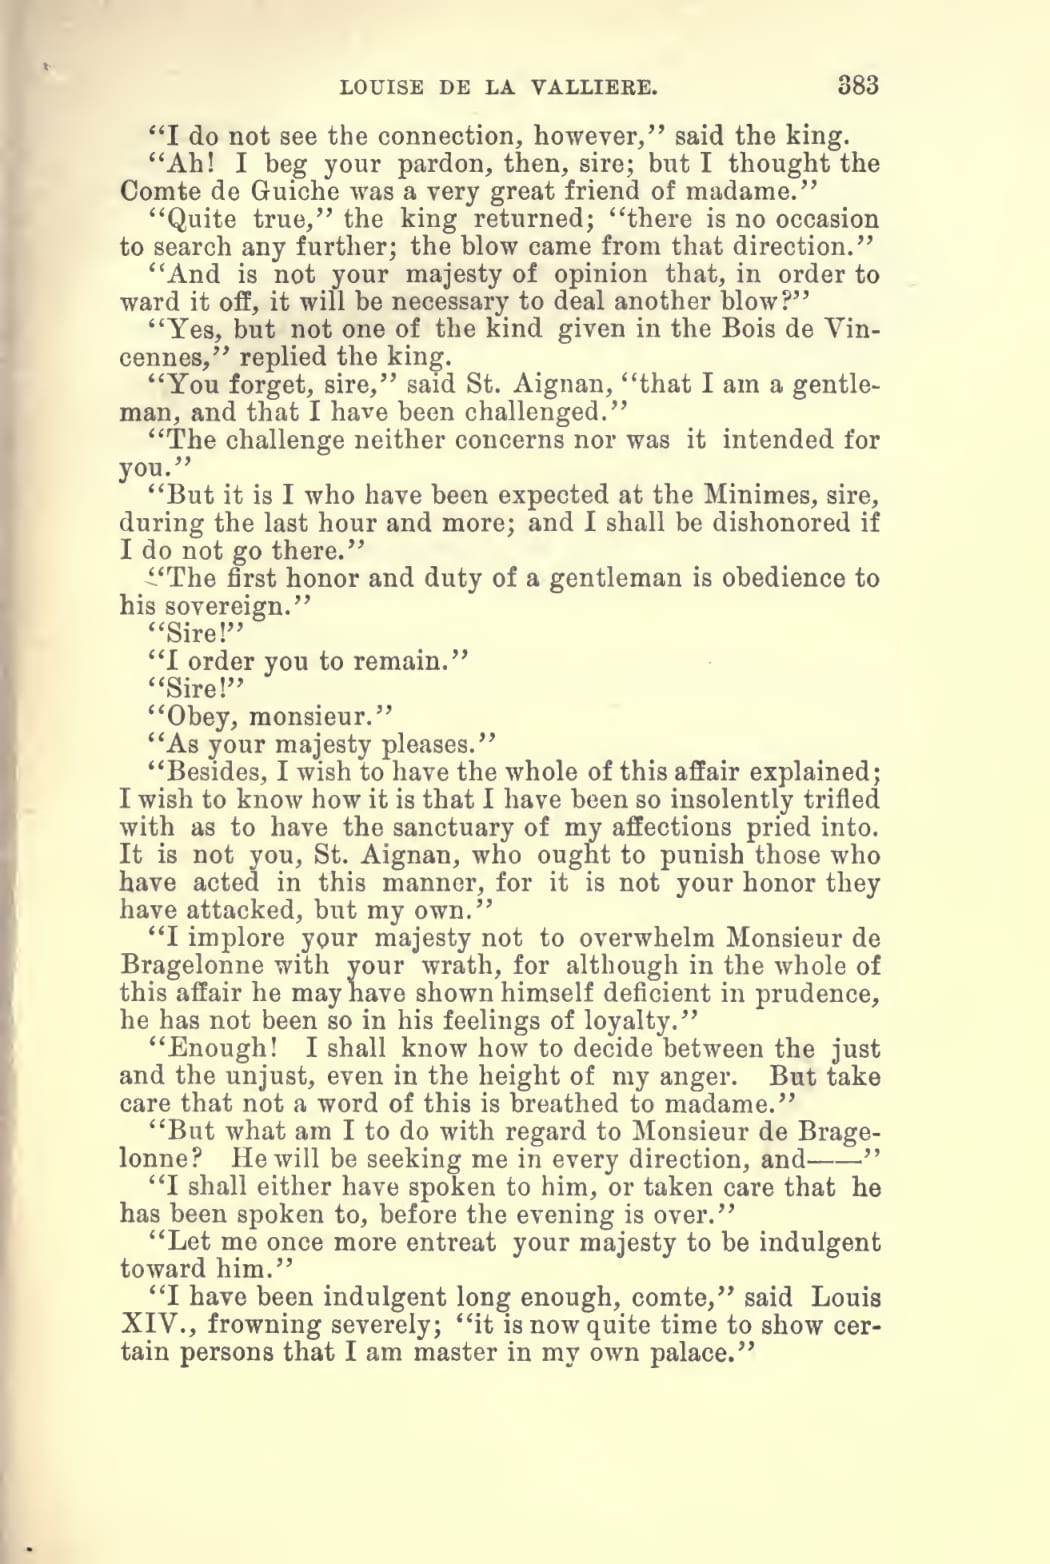 LOUISE DE LA VALLIERE. 383
“I do not see the connection, however,” said the king.
“Ah! I beg your pardon, then, sire; but I thought the
Comte de Guiche was a very great friend of madame.”
“Quite true,” the king returned; “there is no occasion
to search any further; the blow came from that direction.”
“And is not your majesty of opinion that, in order to
ward it off, it will be necessary to deal another blow?”
“Yes, but not one of the kind given in the Bois de Vin-
cennes,” replied the king.
“You forget, sire,” said St. Aignan, “that I am a gentle-
man, and that I have been challenged.”
“The challenge neither concerns nor was it intended for
you.”
“But it is I who have been expected at the Minimes, sire,
during the last hour and more; and I shall be dishonored if
I do not go there.”
“The first honor and duty of a gentleman is obedience to
his sovereign.”
“Sire!”
“I order you to remain.”
“Sire!”
“Obey, monsieur.”
“As your majesty pleases.”
“Besides, I wish to have the whole of this affair explained;
I wish to know how it is that I have been so insolently trifled
with as to have the sanctuary of my affections pried into.
It is not you, St. Aignan, who ought to punish those who
have acted in this manner, for it is not your honor they
have attacked, but my own.”
“I implore your majesty not to overwhelm Monsieur de
Bragelonne with your wrath, for although in the whole of
this affair he may have shown himself deficient in prudence,
he has not been so in his feelings of loyalty.”
“Enough! I shall know how to decide between the just
and the unjust, even in the height of my anger. But take
care that not a word of this is breathed to madame.”
“But what am I to do with regard to Monsieur de Brage-
lonne? He will be seeking me in every direction, and——”
“I shall either have spoken to him, or taken care that he
has been spoken to, before the evening is over.”
“Let me once more entreat your majesty to be indulgent
toward him.”
“I have been indulgent long enough, comte,” said Louis
XIV., frowning severely; “it is now quite time to show cer-
tain persons that I am master in my own palace.”